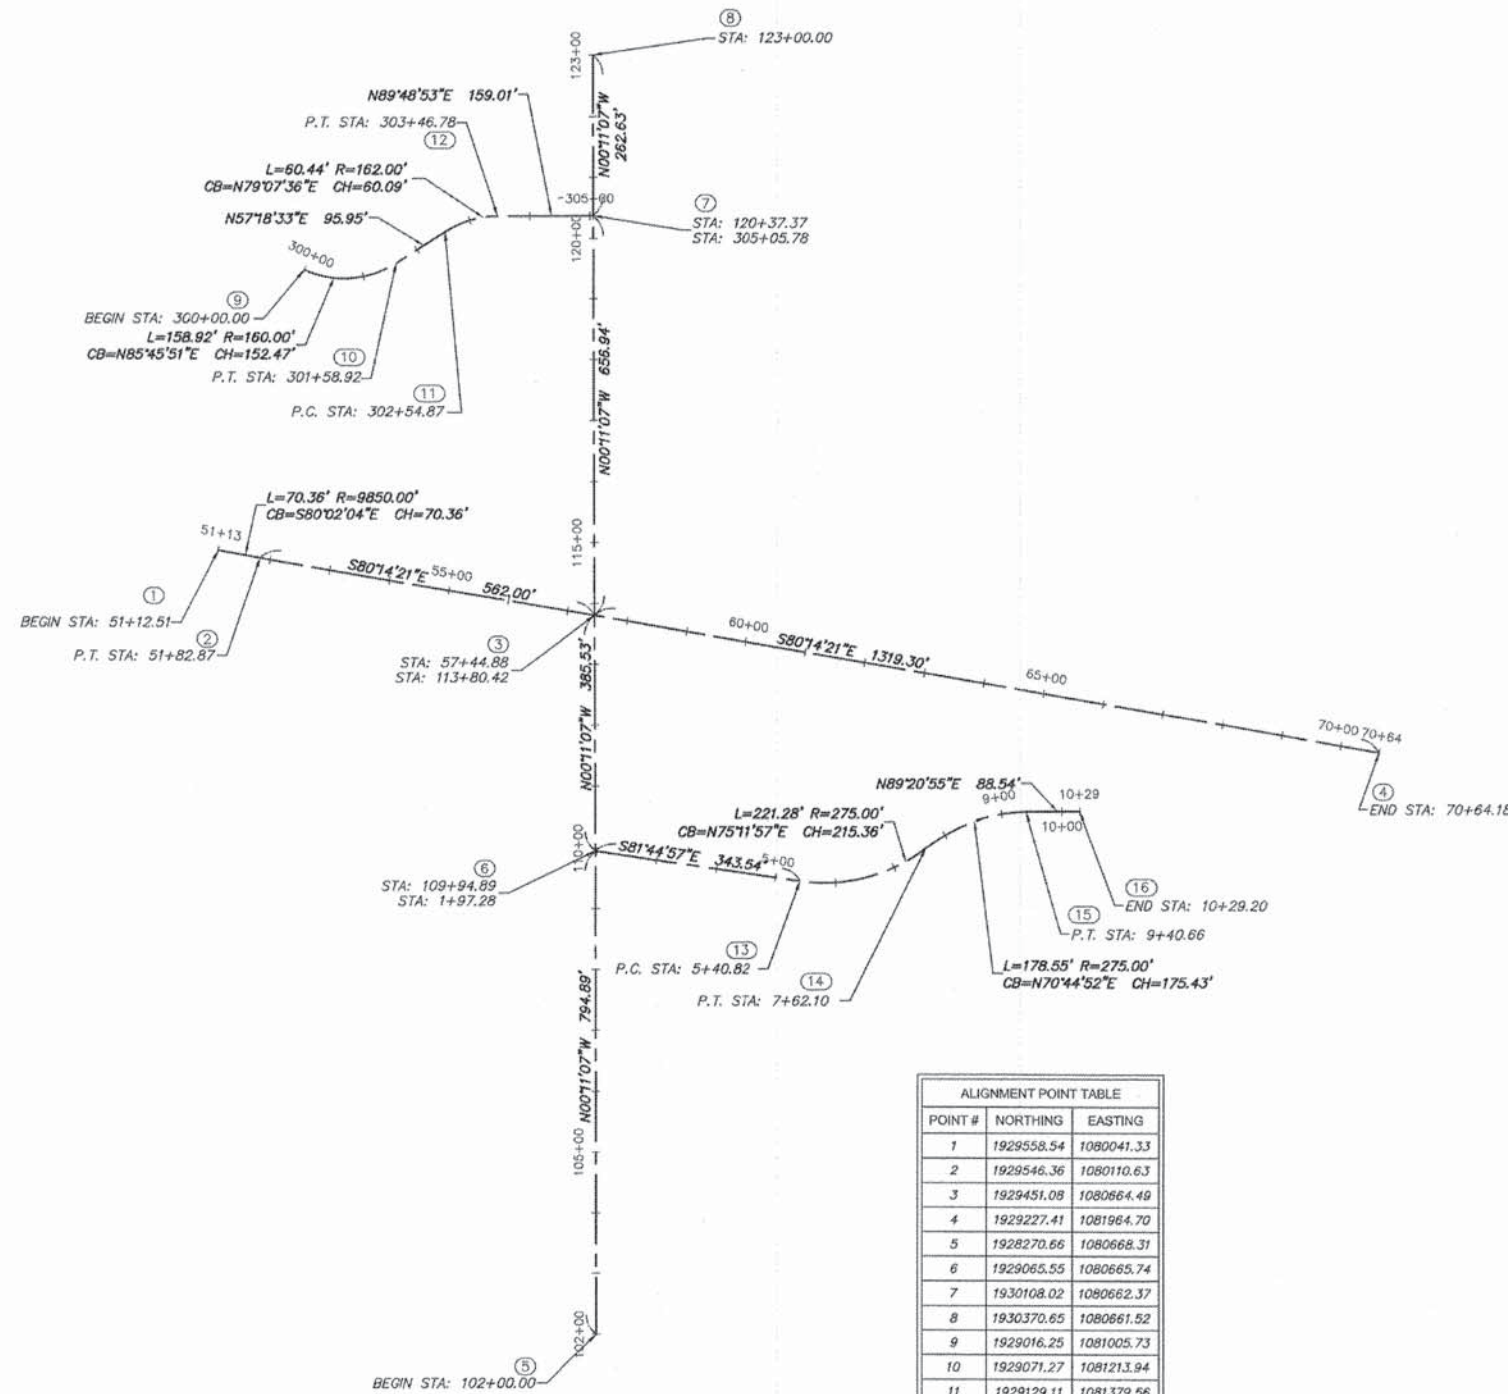 8
STA: 123+00.00
123+00
N89°48'53"E 159.01'
P.T. STA: 303+46.78
12
N00°11'07"W
262.63'
L=60.44' R=162.00'
CB=N79°07'36"E CH=60.09'
305+00
7
STA: 120+37.37
STA: 305+05.78
N57°18'33"E 95.95'
120+00
300+00
9
BEGIN STA: 300+00.00
L=158.92' R=160.00'
CB=N85°45'51"E CH=152.47'
10
P.T. STA: 301+58.92
11
P.C. STA: 302+54.87
N00°11'07"W 656.94'
L=70.36' R=9850.00'
CB=S80°02'04"E CH=70.36'
51+13
115+00
S80°14'21"E 55+00 562.00'
1
BEGIN STA: 51+12.51
2
P.T. STA: 51+82.87
3
STA: 57+44.88
STA: 113+80.42
60+00
S80°14'21"E 1319.30'
65+00
70+00 70+64
4
END STA: 70+64.18
N00°11'07"W 385.53'
N89°20'55"E 88.54'
9+00
10+29
10+00
L=221.28' R=275.00'
CB=N75°11'57"E CH=215.36'
110+00
S81°44'57"E 343.54'
5+00
6
STA: 109+94.89
STA: 1+97.28
16
END STA: 10+29.20
15
P.T. STA: 9+40.66
13
P.C. STA: 5+40.82
14
P.T. STA: 7+62.10
L=178.55' R=275.00'
CB=N70°44'52"E CH=175.43'
N00°11'07"W 794.89'
105+00
102+00
5
BEGIN STA: 102+00.00
ALIGNMENT POINT TABLE
POINT # NORTHING EASTING
1 1929558.54 1080041.33
2 1929546.36 1080110.63
3 1929451.08 1080664.49
4 1929227.41 1081964.70
5 1928270.66 1080668.31
6 1929065.55 1080665.74
7 1930108.02 1080662.37
8 1930370.65 1080661.52
9 1929016.25 1081005.73
10 1929071.27 1081213.94
11 1929129.11 1081379.56